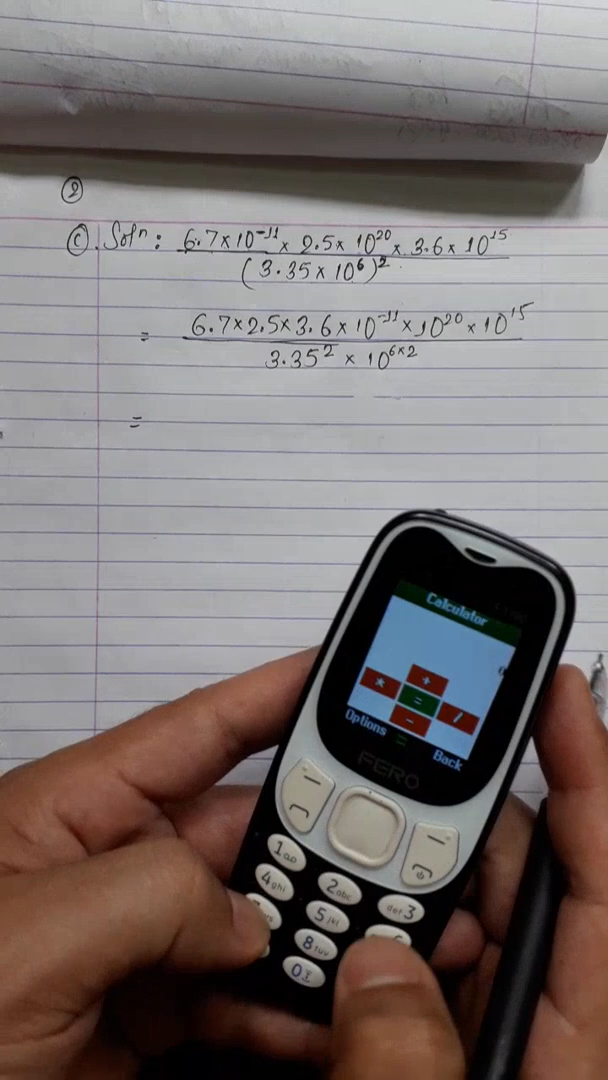 ②
ⓒ. Solⁿ : 6.7 × 10⁻¹¹ × 2.5 × 10²⁰ × 3.6 × 10¹⁵
(3.35 × 10⁶)²
= 6.7 × 2.5 × 3.6 × 10⁻¹¹ × 10²⁰ × 10¹⁵
3.35² × 10⁶ˣ²
=
Calculator
+
* = /
-
Options =
Back
FERO
1
2abc
def 3
4ghi
5jkl
8tuv
0